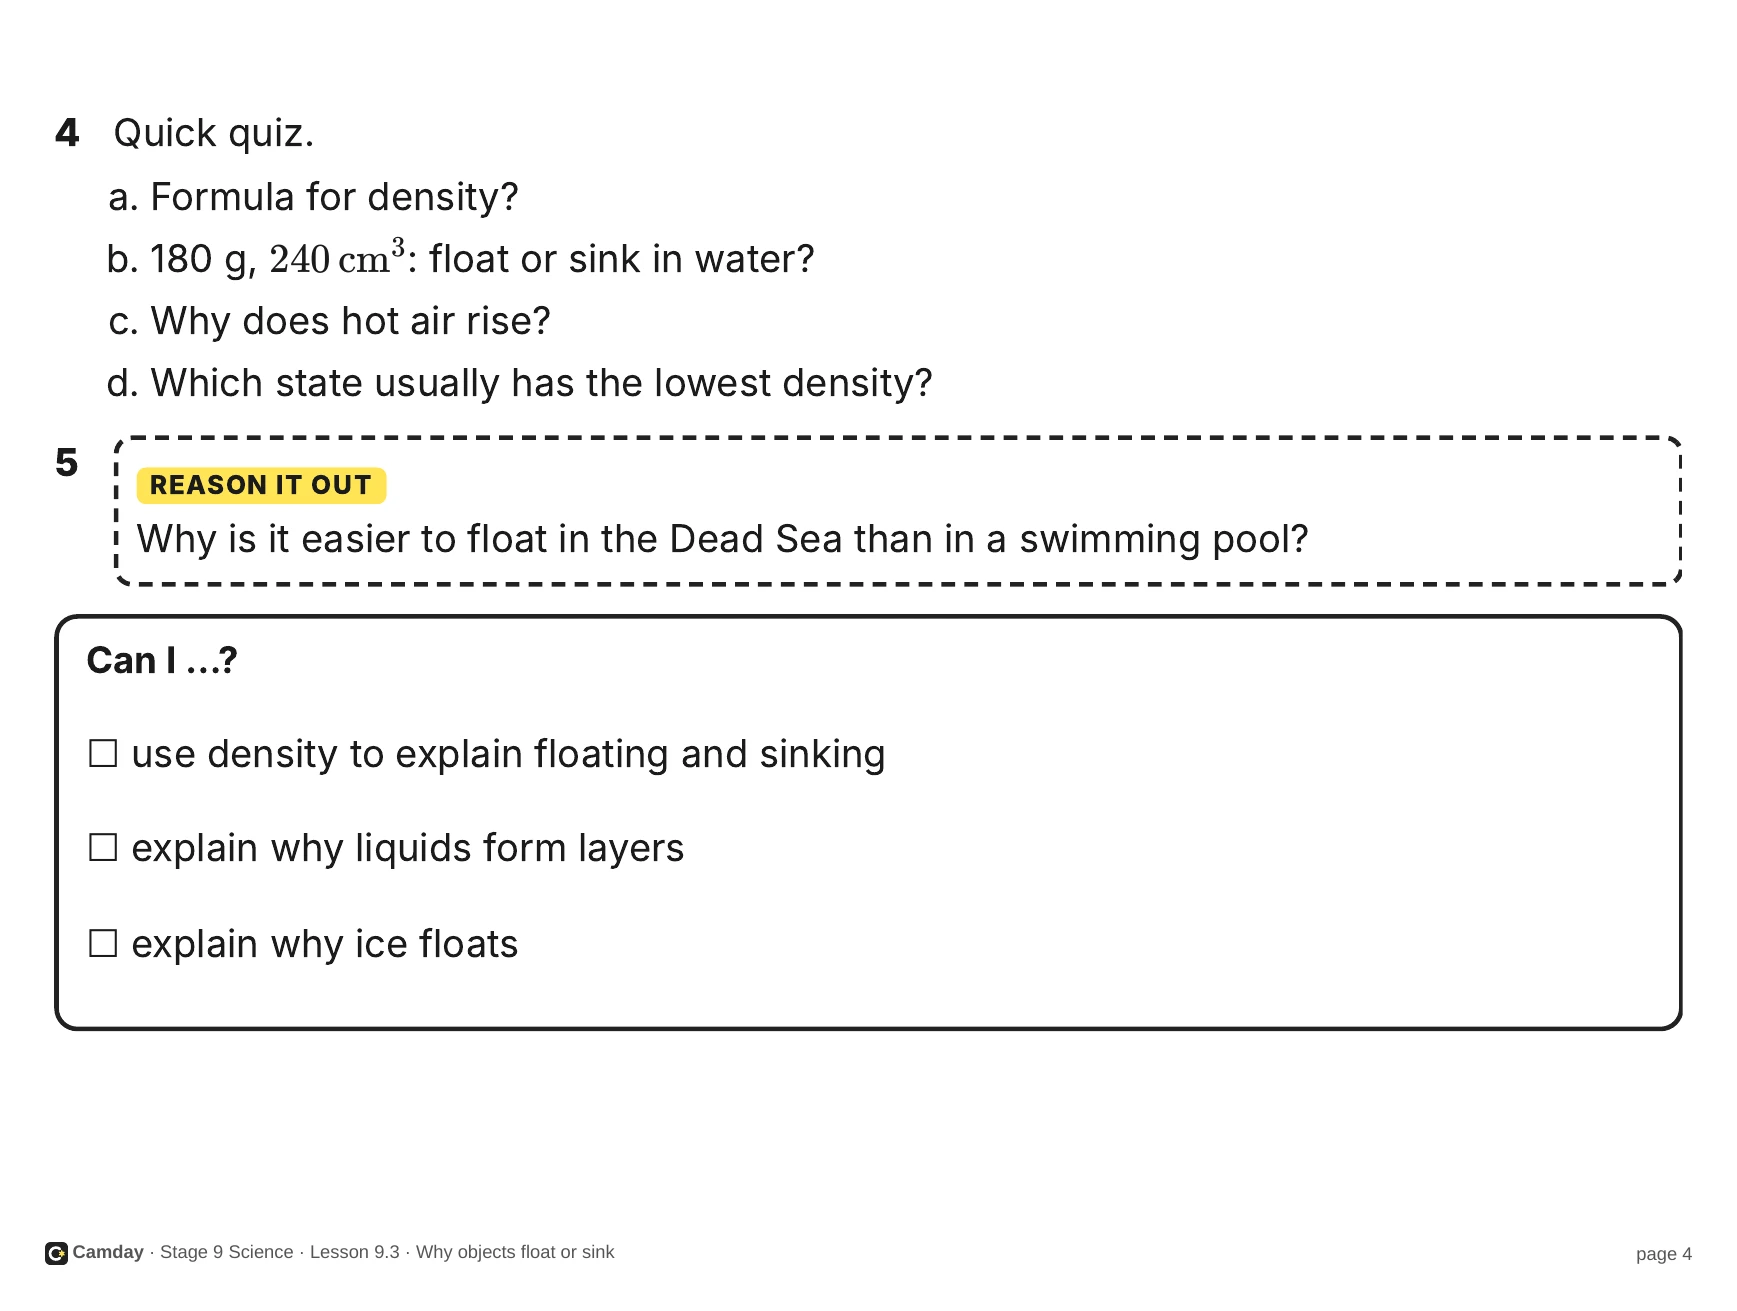 4 Quick quiz.
a. Formula for density?
b. 180 g, 240 cm³: float or sink in water?
c. Why does hot air rise?
d. Which state usually has the lowest density?
5
REASON IT OUT
Why is it easier to float in the Dead Sea than in a swimming pool?
Can I ...?
☐ use density to explain floating and sinking
☐ explain why liquids form layers
☐ explain why ice floats
Camday · Stage 9 Science · Lesson 9.3 · Why objects float or sink
page 4